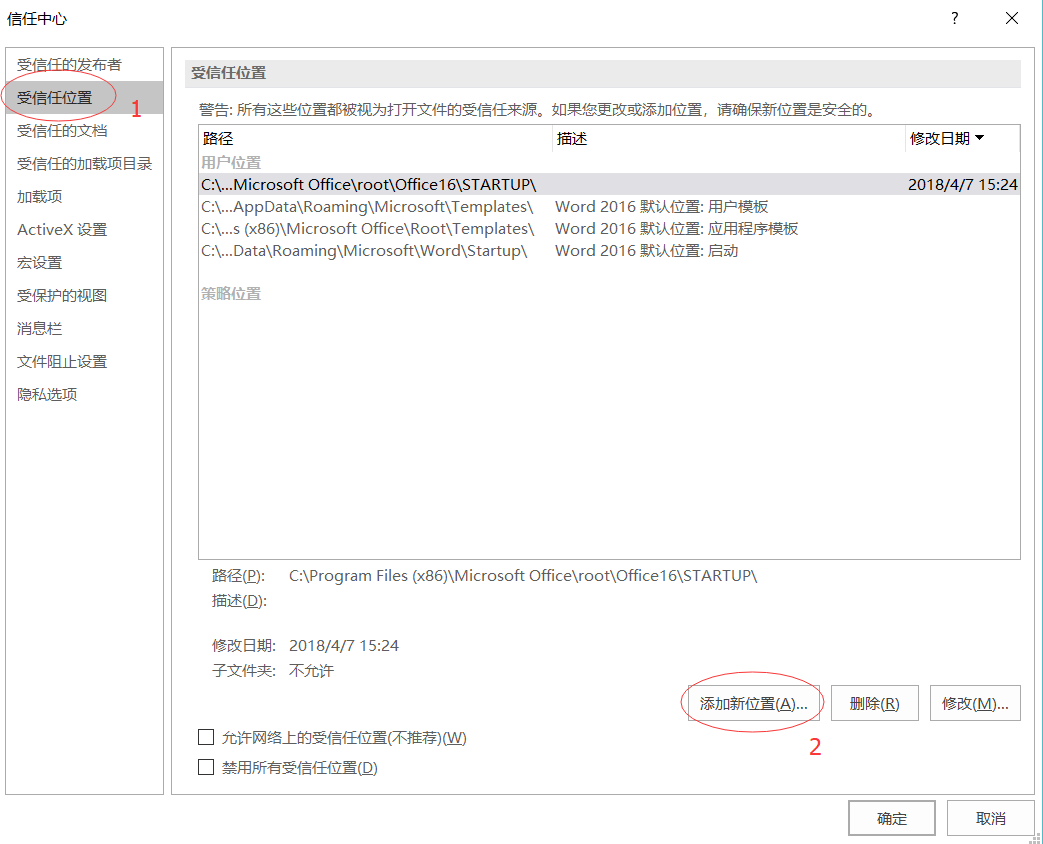 信任中心
?
受信任的发布者
受信任位置
1
受信任的文档
受信任的加载项目录
加载项
ActiveX 设置
宏设置
受保护的视图
消息栏
文件阻止设置
隐私选项
受信任位置
警告: 所有这些位置都被视为打开文件的受信任来源。如果您更改或添加位置，请确保新位置是安全的。
路径 描述 修改日期
用户位置
C:\...Microsoft Office\root\Office16\STARTUP\ 2018/4/7 15:24
C:\...AppData\Roaming\Microsoft\Templates\ Word 2016 默认位置: 用户模板
C:\...s (x86)\Microsoft Office\Root\Templates\ Word 2016 默认位置: 应用程序模板
C:\...Data\Roaming\Microsoft\Word\Startup\ Word 2016 默认位置: 启动
策略位置
路径(P): C:\Program Files (x86)\Microsoft Office\root\Office16\STARTUP\
描述(D):
修改日期: 2018/4/7 15:24
子文件夹: 不允许
添加新位置(A)... 删除(R) 修改(M)...
2
允许网络上的受信任位置(不推荐)(W)
禁用所有受信任位置(D)
确定 取消